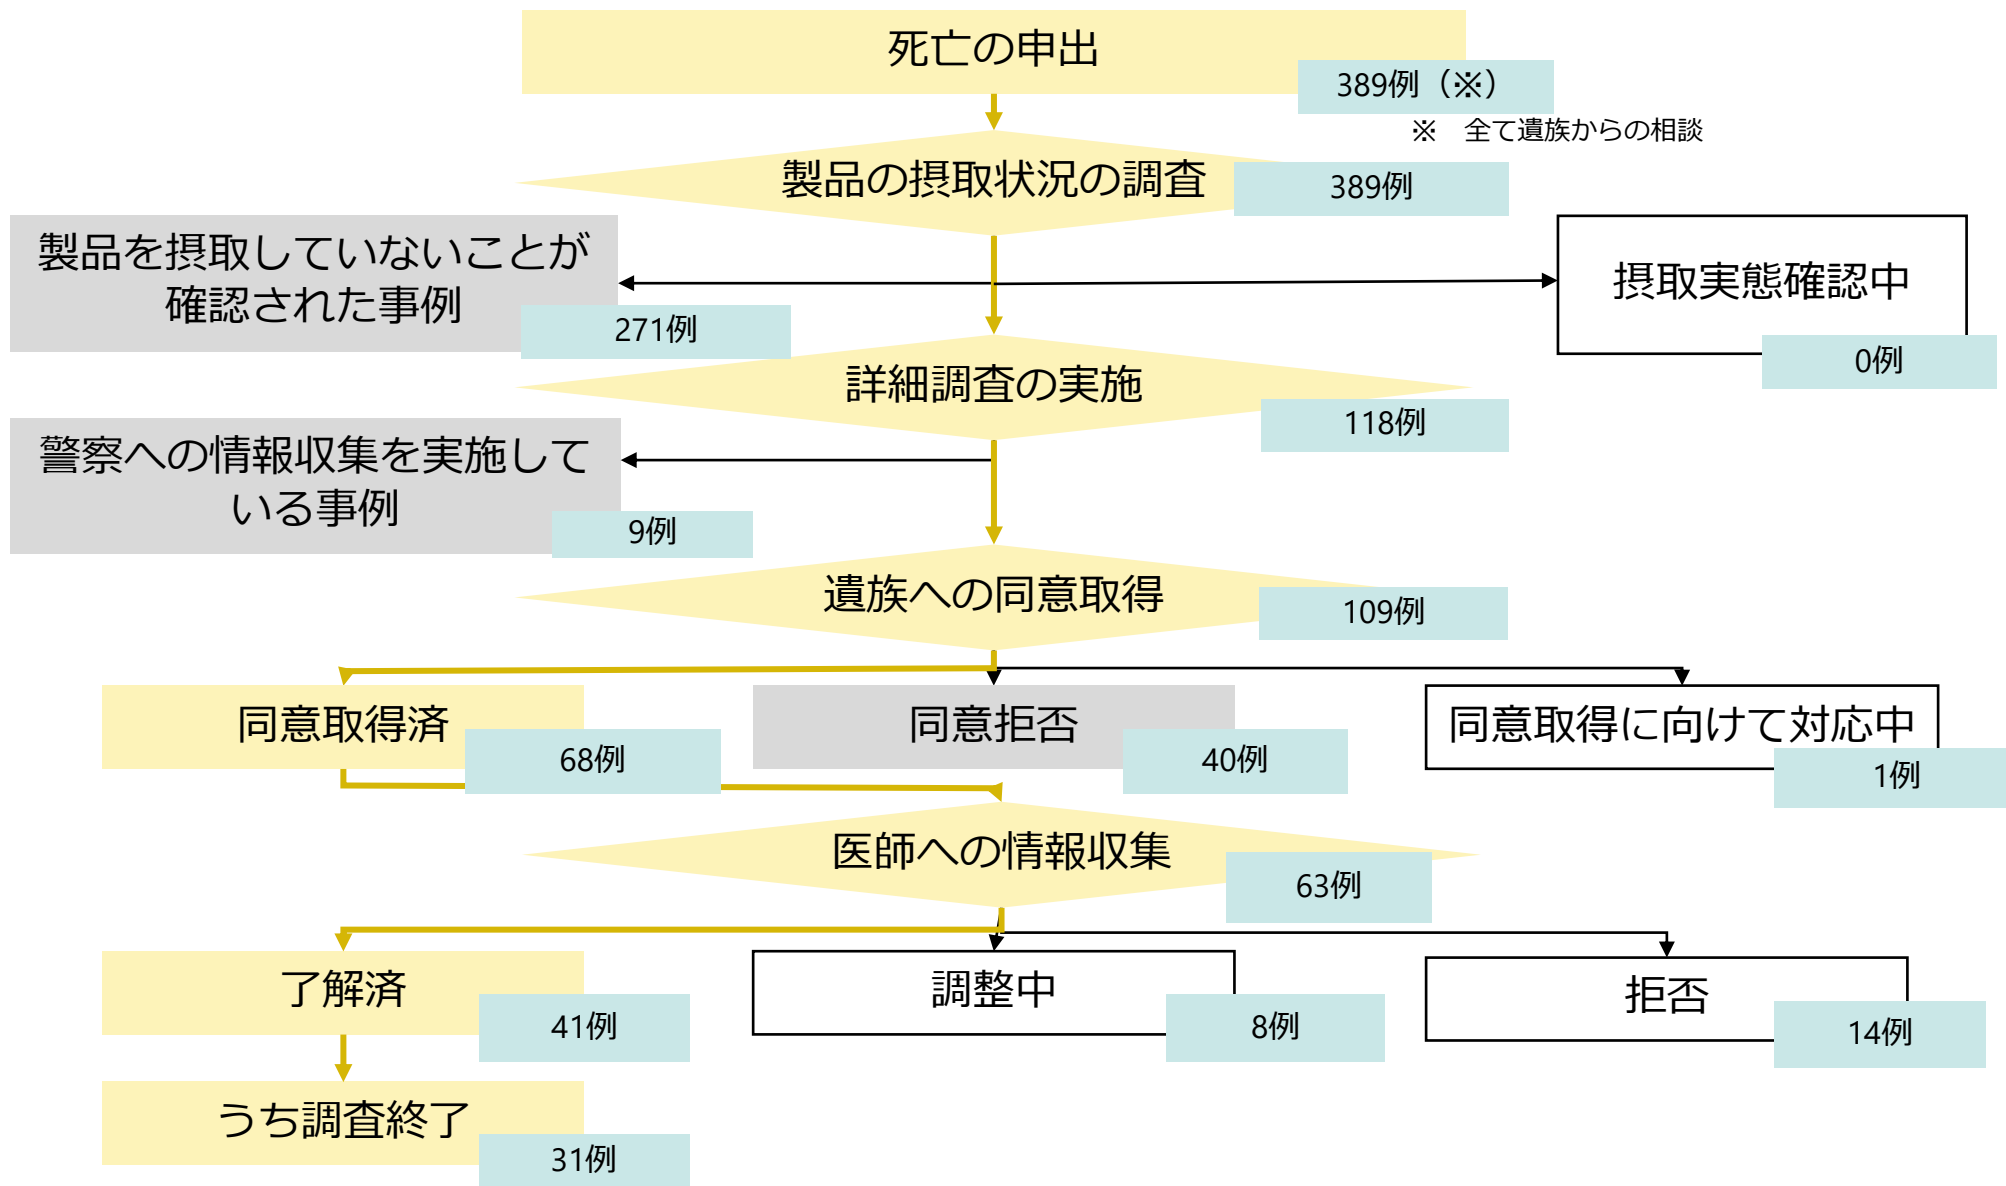 死亡の申出
389例（※）
※　全て遺族からの相談
製品の摂取状況の調査
389例
製品を摂取していないことが
確認された事例
271例
摂取実態確認中
0例
詳細調査の実施
118例
警察への情報収集を実施して
いる事例
9例
遺族への同意取得
109例
同意取得済
68例
同意拒否
40例
同意取得に向けて対応中
1例
医師への情報収集
63例
了解済
41例
調整中
8例
拒否
14例
うち調査終了
31例